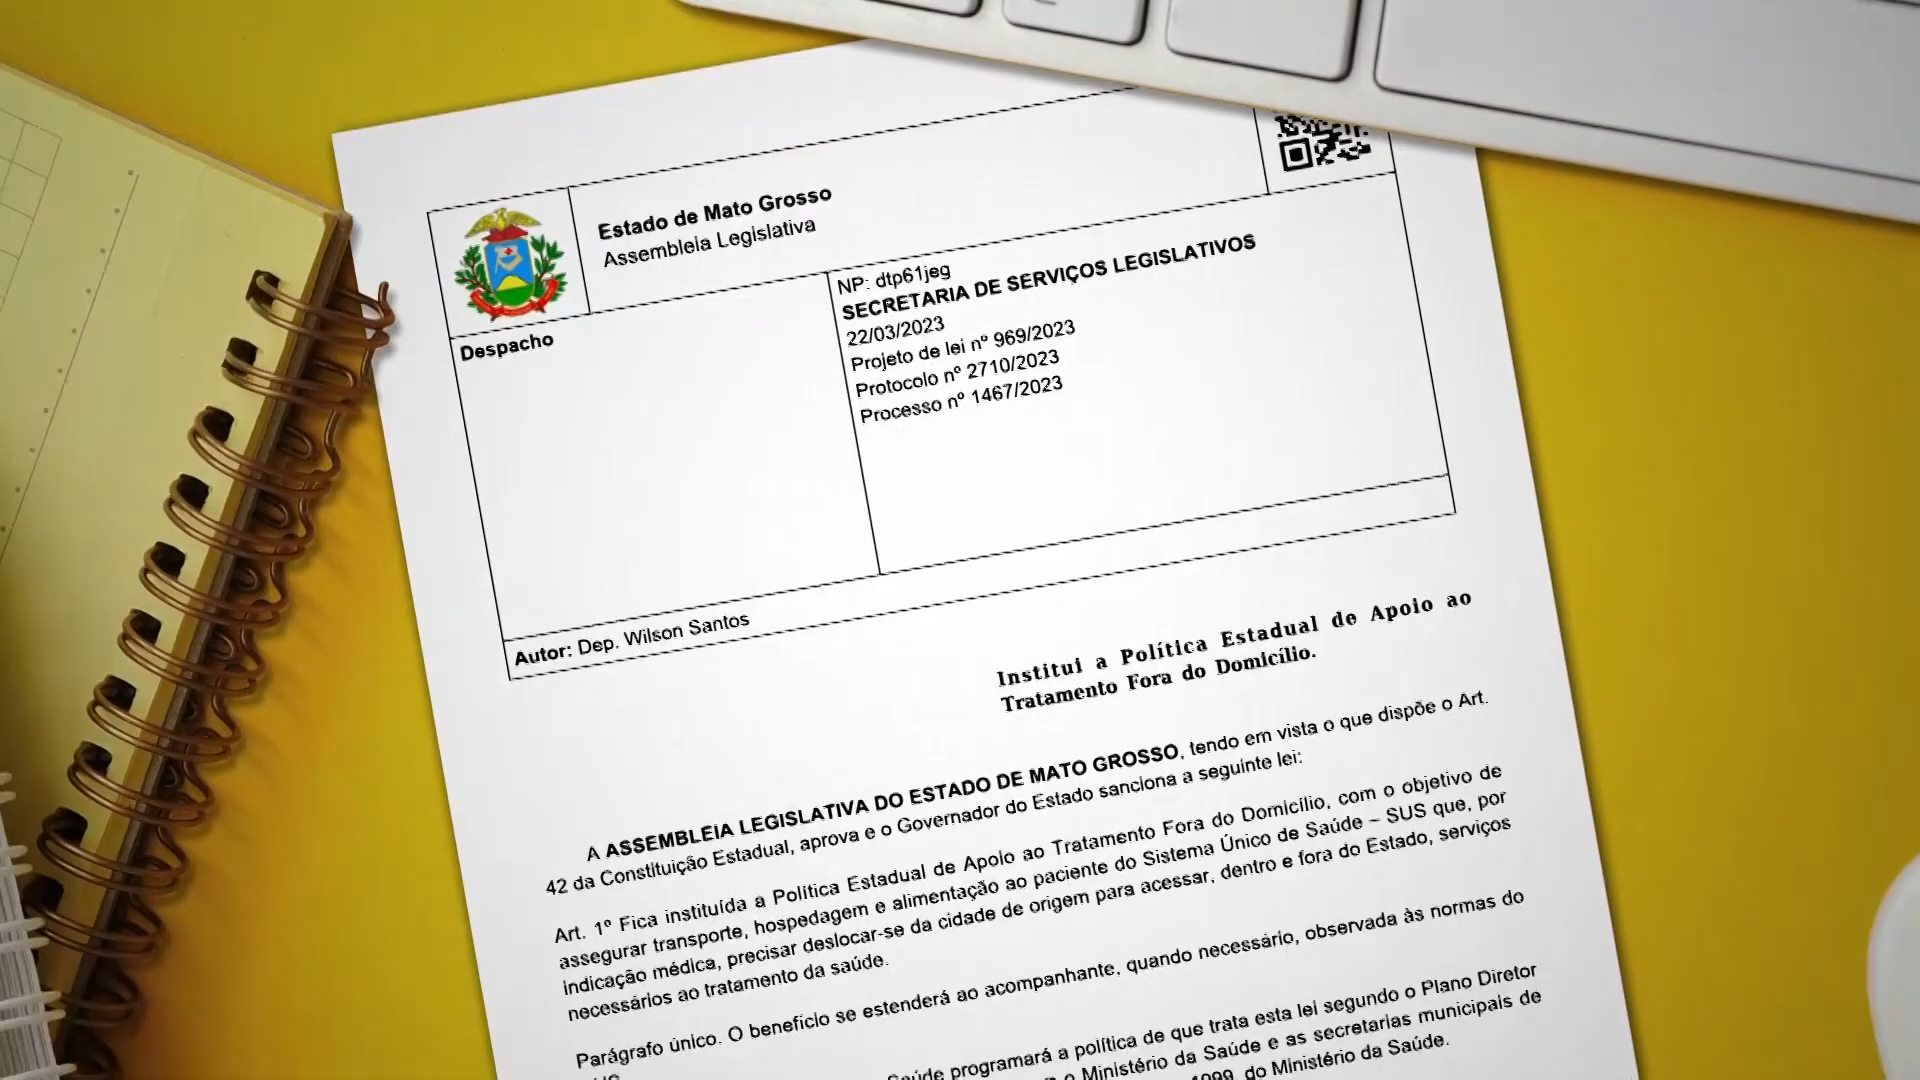 Estado de Mato Grosso
Assembleia Legislativa
Despacho
NP: dtp61jeg
SECRETARIA DE SERVIÇOS LEGISLATIVOS
22/03/2023
Projeto de lei nº 969/2023
Protocolo nº 2710/2023
Processo nº 1467/2023
Autor: Dep. Wilson Santos
Institui a Política Estadual de Apoio ao
Tratamento Fora do Domicílio.
A ASSEMBLEIA LEGISLATIVA DO ESTADO DE MATO GROSSO, tendo em vista o que dispõe o Art.
42 da Constituição Estadual, aprova e o Governador do Estado sanciona a seguinte lei:
Art. 1º Fica instituída a Política Estadual de Apoio ao Tratamento Fora do Domicílio, com o objetivo de
assegurar transporte, hospedagem e alimentação ao paciente do Sistema Único de Saúde – SUS que, por
indicação médica, precisar deslocar-se da cidade de origem para acessar, dentro e fora do Estado, serviços
necessários ao tratamento da saúde.
Parágrafo único. O benefício se estenderá ao acompanhante, quando necessário, observada às normas do
Saúde programará a política de que trata esta lei segundo o Plano Diretor
o Ministério da Saúde e as secretarias municipais de
1999, do Ministério da Saúde.